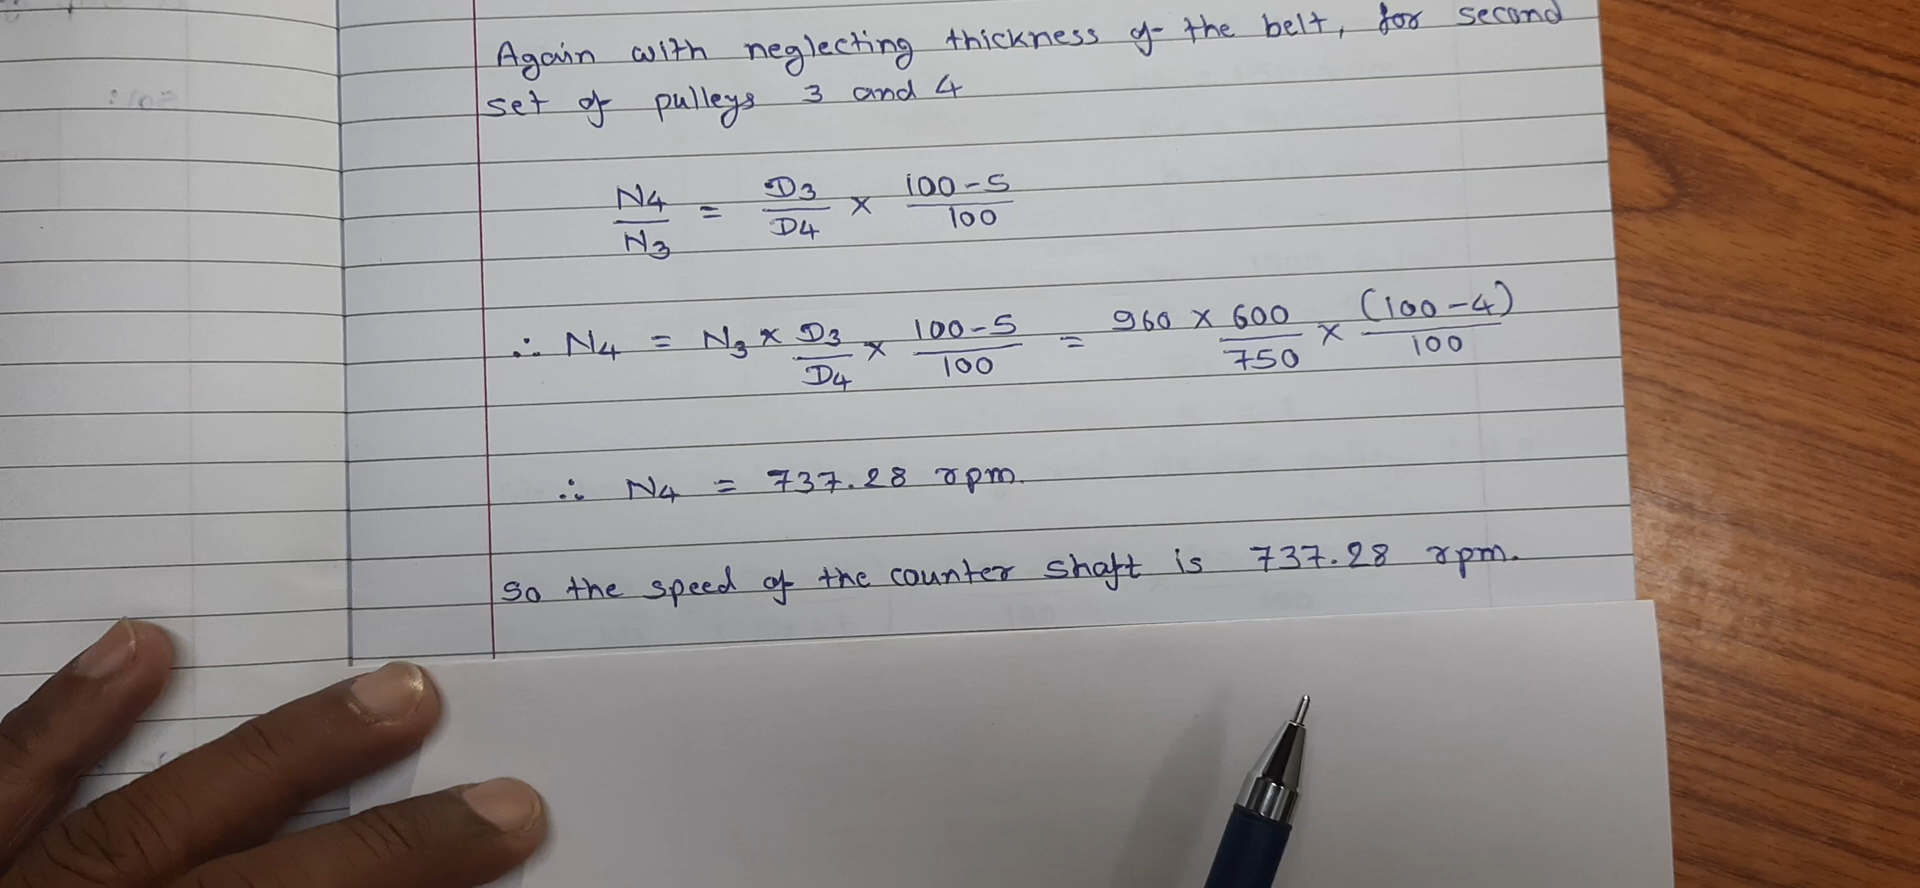 Again with neglecting thickness of the belt, for second
set of pulleys 3 and 4
N4/N3 = D3/D4 × (100-S)/100
∴ N4 = N3 × D3/D4 × (100-S)/100 = 960 × 600/750 × (100-4)/100
∴ N4 = 737.28 rpm.
so the speed of the counter shaft is 737.28 rpm.